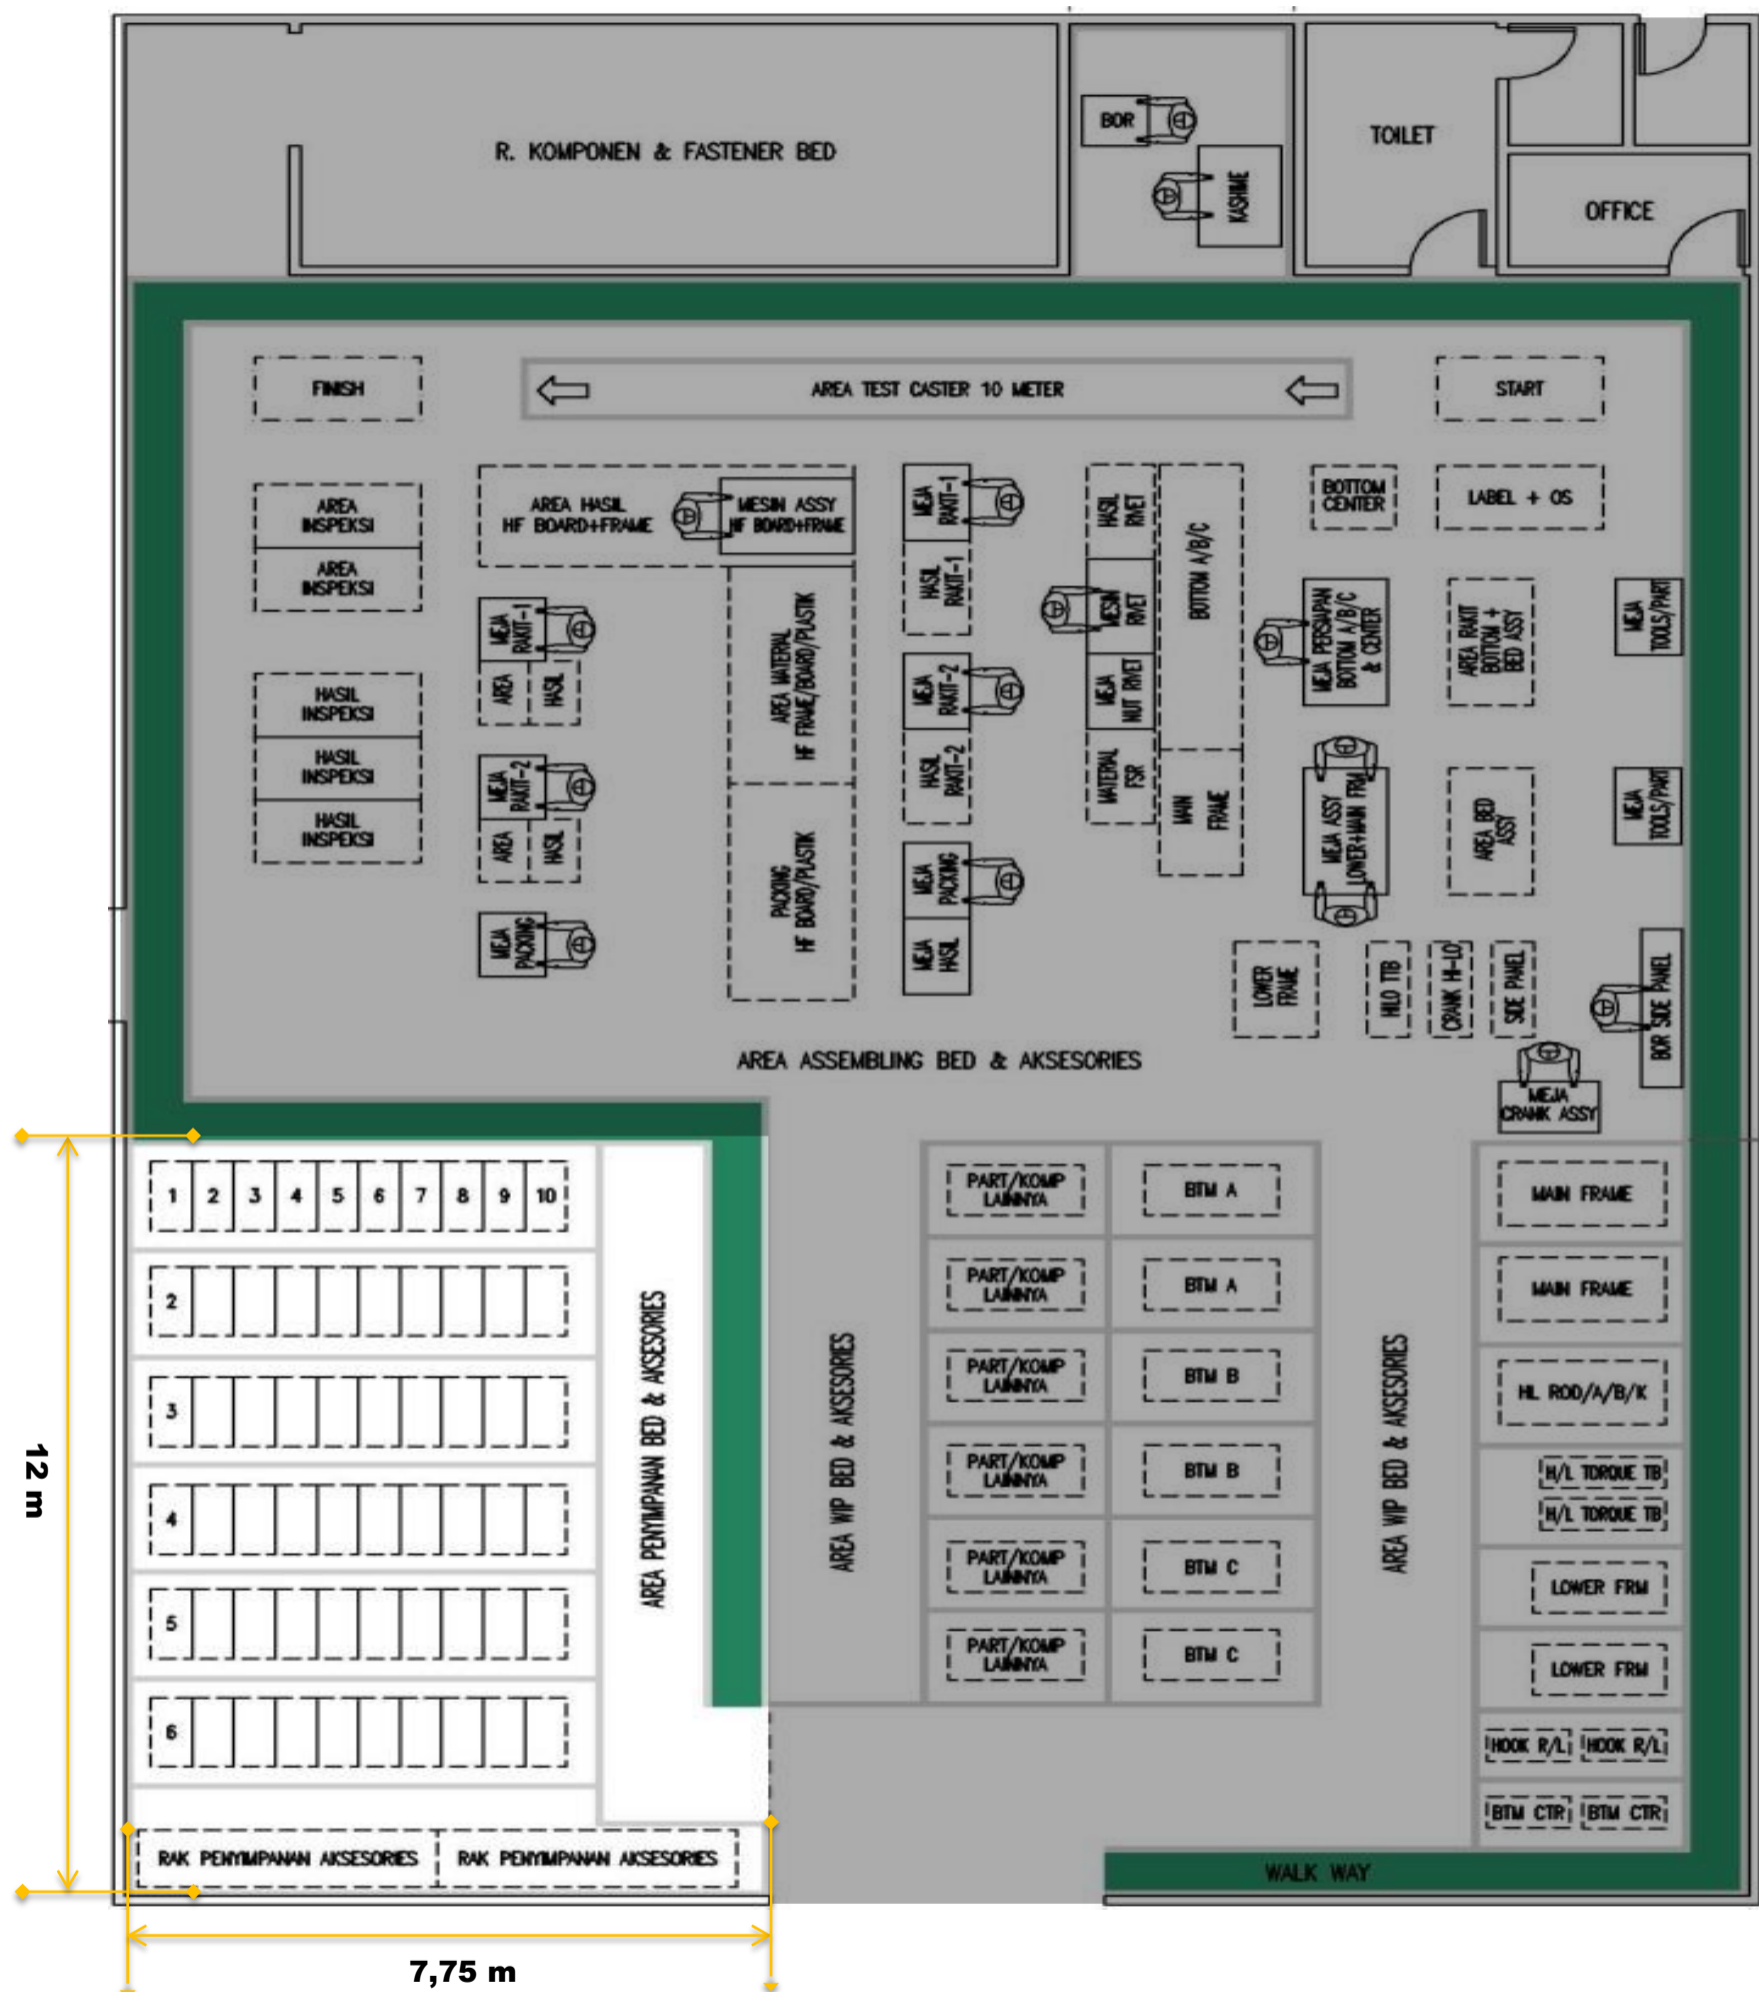 R. KOMPONEN & FASTENER BED
BOR
KASHIME
TOILET
OFFICE
FINISH
AREA TEST CASTER 10 METER
START
AREA
INSPEKSI
AREA
INSPEKSI
HASIL
INSPEKSI
HASIL
INSPEKSI
HASIL
INSPEKSI
AREA HASIL
HF BOARD+FRAME
MESIN ASSY
HF BOARD+FRAME
MEJA
RAKIT-1
AREA
HASIL
MEJA
RAKIT-2
AREA
HASIL
MEJA
PACKING
AREA MATERIAL
HF FRAME/BOARD/PLASTIK
PACKING
HF BOARD/PLASTIK
MEJA
RAKIT-1
HASIL
RAKIT-1
MEJA
RAKIT-2
HASIL
RAKIT-2
MEJA
PACKING
MEJA
HASIL
HASIL
RIVET
MESIN
RIVET
MEJA
NUT RIVET
MATERIAL
FSR
BOTTOM A/B/C
MAIN
FRAME
BOTTOM
CENTER
LABEL + OS
MEJA PERSIAPAN
BOTTOM A/B/C
& CENTER
AREA RAKIT
BOTTOM +
BED ASSY
MEJA
TOOLS/PART
MEJA ASSY
LOWER+MAIN FRM
AREA BED
ASSY
MEJA
TOOLS/PART
LOWER
FRAME
HILO TTB
CRANK HI-LO
SIDE PANEL
BOR SIDE PANEL
MEJA
CRANK ASSY
AREA ASSEMBLING BED & AKSESORIES
1 2 3 4 5 6 7 8 9 10
2
3
4
5
6
AREA PENYIMPANAN BED & AKSESORIES
RAK PENYIMPANAN AKSESORIES
RAK PENYIMPANAN AKSESORIES
AREA WIP BED & AKSESORIES
PART/KOMP
LAINNYA
BTM A
PART/KOMP
LAINNYA
BTM A
PART/KOMP
LAINNYA
BTM B
PART/KOMP
LAINNYA
BTM B
PART/KOMP
LAINNYA
BTM C
PART/KOMP
LAINNYA
BTM C
AREA WIP BED & AKSESORIES
MAIN FRAME
MAIN FRAME
HL ROD/A/B/K
H/L TORQUE TB
H/L TORQUE TB
LOWER FRM
LOWER FRM
HOOK R/L
HOOK R/L
BTM CTR
BTM CTR
WALK WAY
12 m
7,75 m